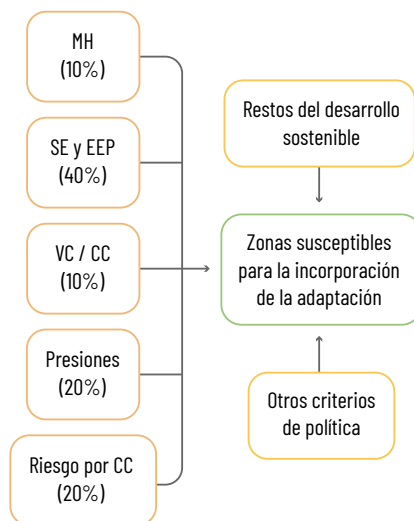 MH
(10%)
SE y EEP
(40%)
VC / CC
(10%)
Presiones
(20%)
Riesgo por CC
(20%)
Restos del desarrollo
sostenible
Zonas susceptibles
para la incorporación
de la adaptación
Otros criterios
de política